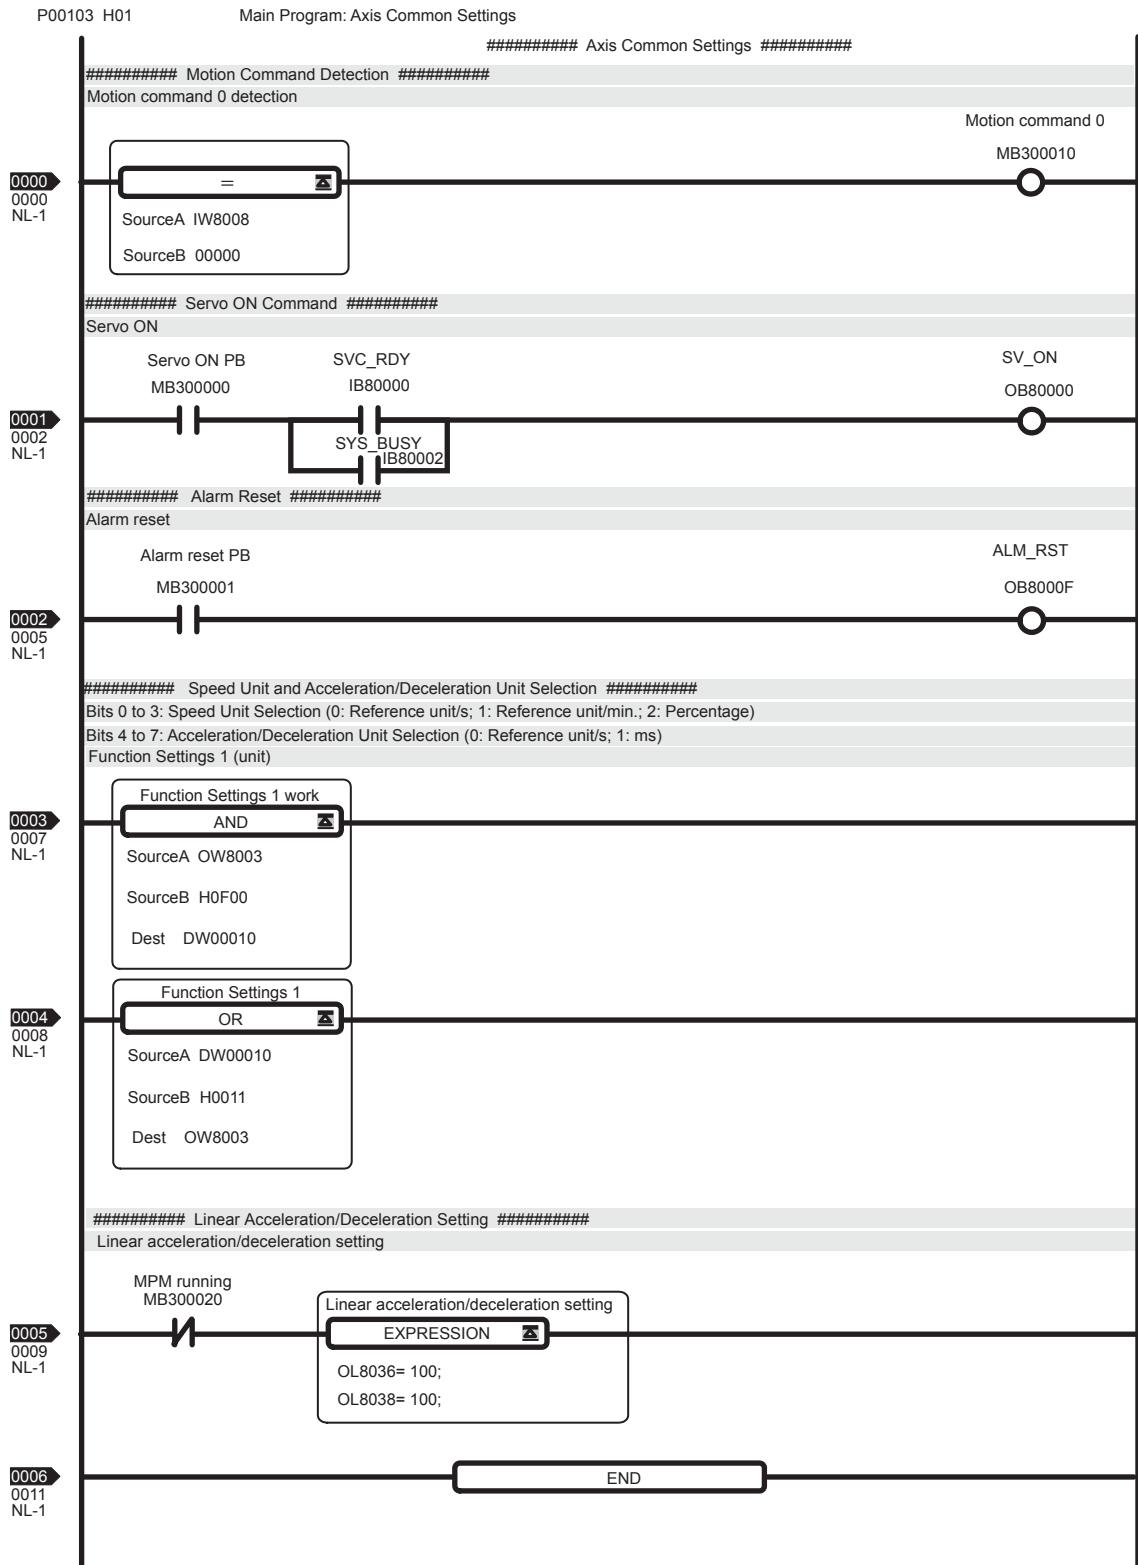 P00103 H01 Main Program: Axis Common Settings
########## Axis Common Settings ##########
########## Motion Command Detection ##########
Motion command 0 detection
Motion command 0
MB300010
0000
0000
NL-1
=
SourceA IW8008
SourceB 00000
########## Servo ON Command ##########
Servo ON
Servo ON PB SVC_RDY SV_ON
MB300000 IB80000 OB80000
0001
0002
NL-1
SYS_BUSY
IB80002
########## Alarm Reset ##########
Alarm reset
Alarm reset PB ALM_RST
MB300001 OB8000F
0002
0005
NL-1
########## Speed Unit and Acceleration/Deceleration Unit Selection ##########
Bits 0 to 3: Speed Unit Selection (0: Reference unit/s; 1: Reference unit/min.; 2: Percentage)
Bits 4 to 7: Acceleration/Deceleration Unit Selection (0: Reference unit/s; 1: ms)
Function Settings 1 (unit)
Function Settings 1 work
0003
0007
NL-1
AND
SourceA OW8003
SourceB H0F00
Dest DW00010
Function Settings 1
0004
0008
NL-1
OR
SourceA DW00010
SourceB H0011
Dest OW8003
########## Linear Acceleration/Deceleration Setting ##########
Linear acceleration/deceleration setting
MPM running
MB300020
Linear acceleration/deceleration setting
0005
0009
NL-1
EXPRESSION
OL8036= 100;
OL8038= 100;
0006
0011
NL-1
END